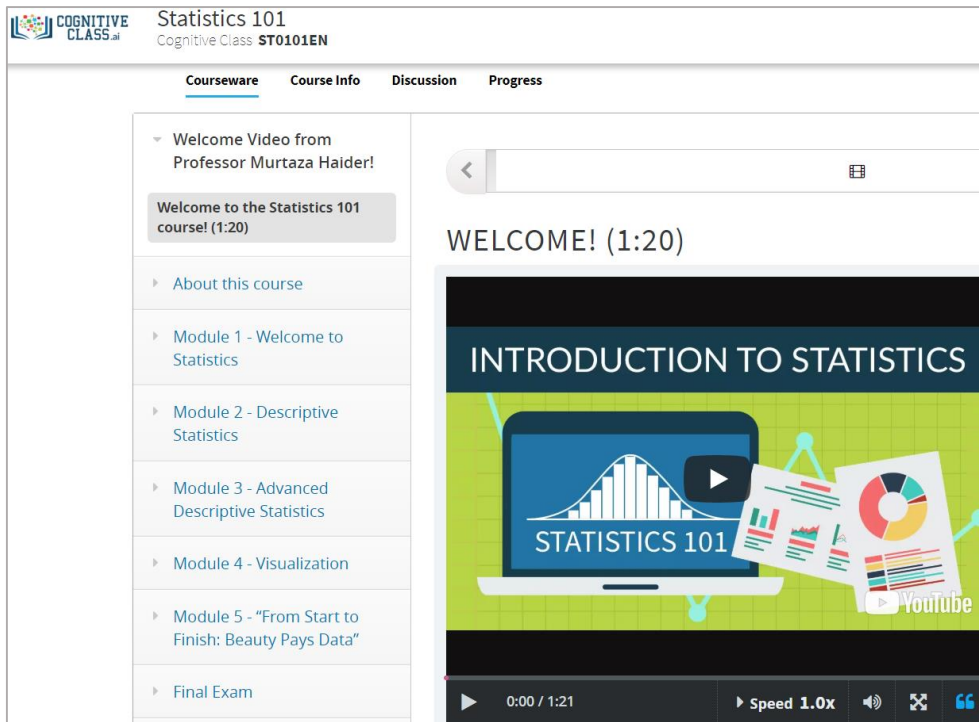 COGNITIVE
CLASS.ai
Statistics 101
Cognitive Class ST0101EN
Courseware Course Info Discussion Progress
Welcome Video from
Professor Murtaza Haider!
Welcome to the Statistics 101
course! (1:20)
About this course
Module 1 - Welcome to
Statistics
Module 2 - Descriptive
Statistics
Module 3 - Advanced
Descriptive Statistics
Module 4 - Visualization
Module 5 - “From Start to
Finish: Beauty Pays Data”
Final Exam
WELCOME! (1:20)
INTRODUCTION TO STATISTICS
STATISTICS 101
YouTube
0:00 / 1:21
Speed 1.0x